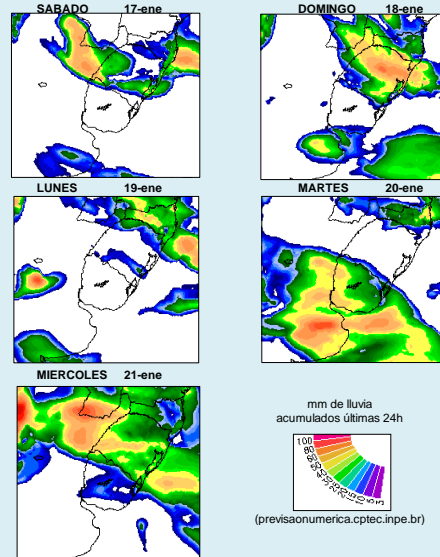 SABADO 17-ene
DOMINGO 18-ene
LUNES 19-ene
MARTES 20-ene
MIERCOLES 21-ene
mm de lluvia
acumulados últimas 24h
100
80
(previsaonumerica.cptec.inpe.br)